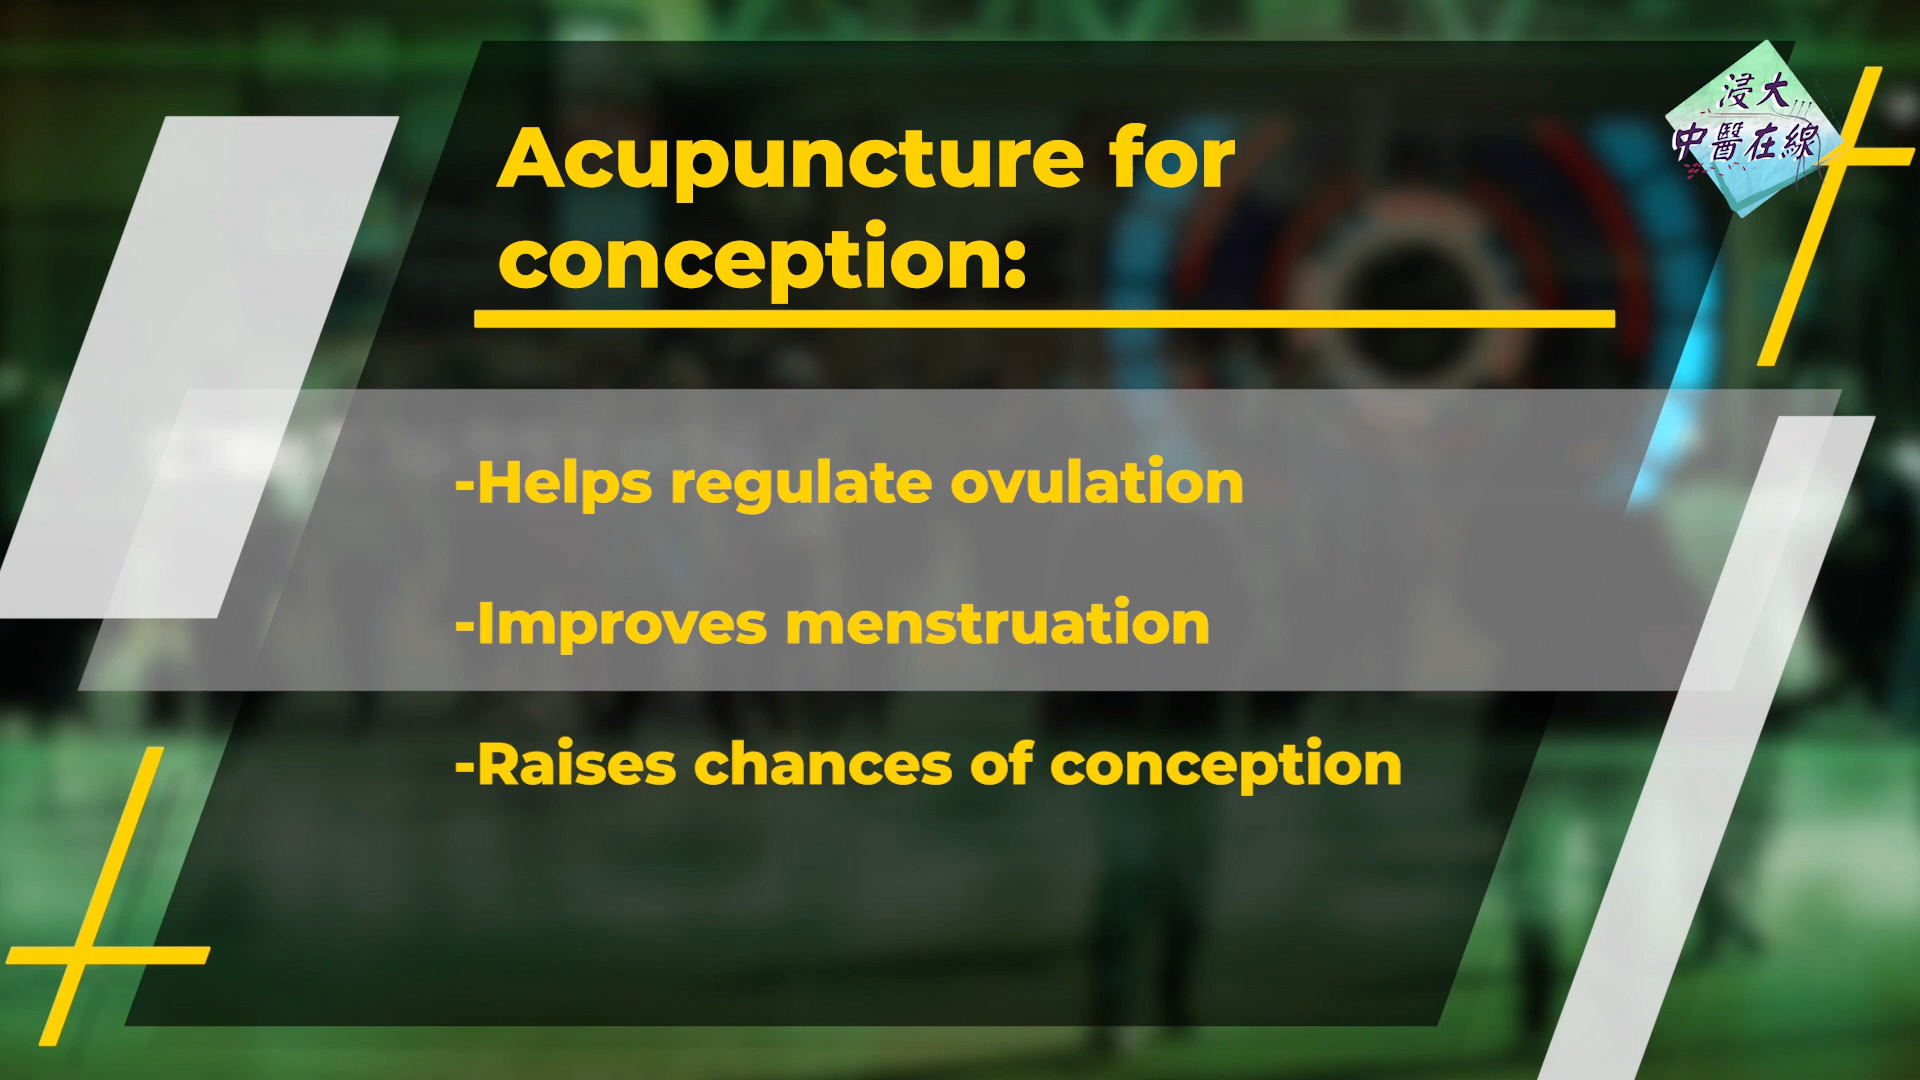 Acupuncture for
conception:
浸大
中醫在線
-Helps regulate ovulation
-Improves menstruation
-Raises chances of conception